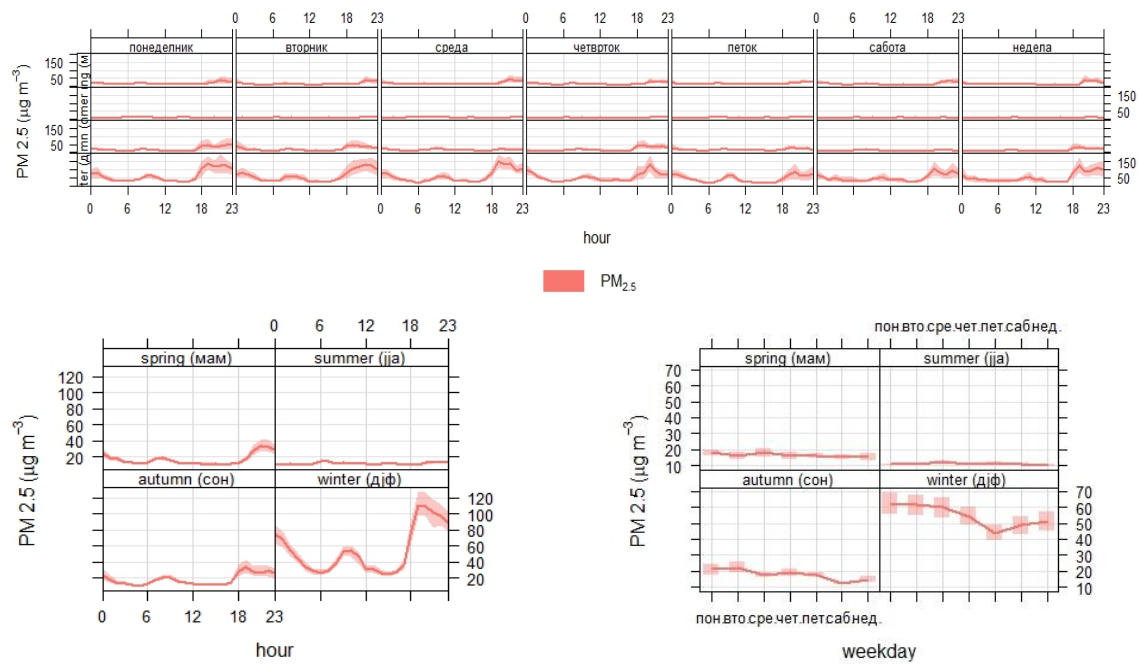 0 6 12 18 23 0 6 12 18 23 0 6 12 18 23
понеделник вторник среда четврток петок сабота недела
150
50
150
50
150
50
150
50
PM 2.5 (µg m⁻³)
0 6 12 18 23 0 6 12 18 23 0 6 12 18 23 0 6 12 18 23
hour
PM2.5
0 6 12 18 23
spring (мам) summer (јја)
120
100
80
60
40
20
autumn (сон) winter (дјф)
120
100
80
60
40
20
PM 2.5 (µg m⁻³)
0 6 12 18 23
hour
пон.вто.сре.чет.пет.саб.нед.
spring (мам) summer (јја)
70
60
50
40
30
20
10
autumn (сон) winter (дјф)
70
60
50
40
30
20
10
PM 2.5 (µg m⁻³)
пон.вто.сре.чет.пет.саб.нед.
weekday